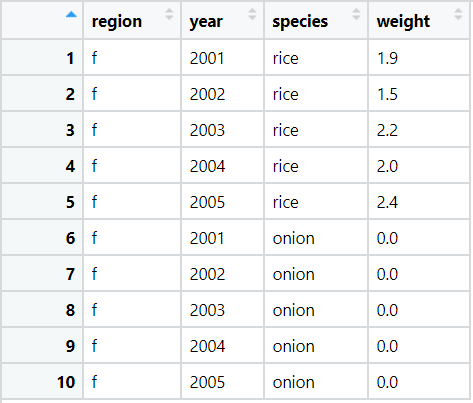 region year species weight
1 f 2001 rice 1.9
2 f 2002 rice 1.5
3 f 2003 rice 2.2
4 f 2004 rice 2.0
5 f 2005 rice 2.4
6 f 2001 onion 0.0
7 f 2002 onion 0.0
8 f 2003 onion 0.0
9 f 2004 onion 0.0
10 f 2005 onion 0.0